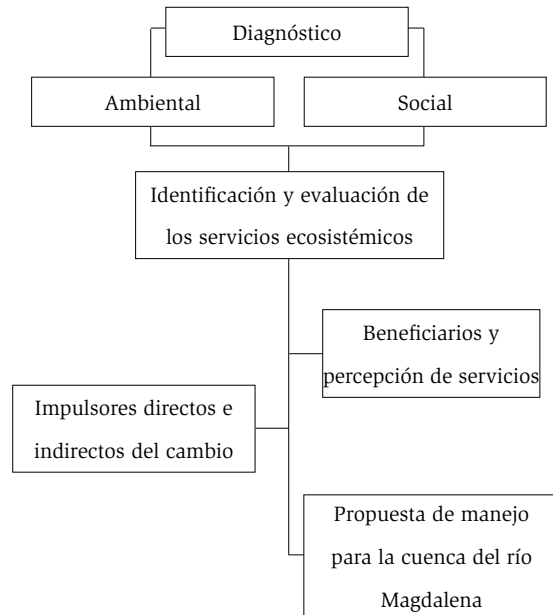 Diagnóstico
Ambiental
Social
Identificación y evaluación de
los servicios ecosistémicos
Beneficiarios y
percepción de servicios
Impulsores directos e
indirectos del cambio
Propuesta de manejo
para la cuenca del río
Magdalena